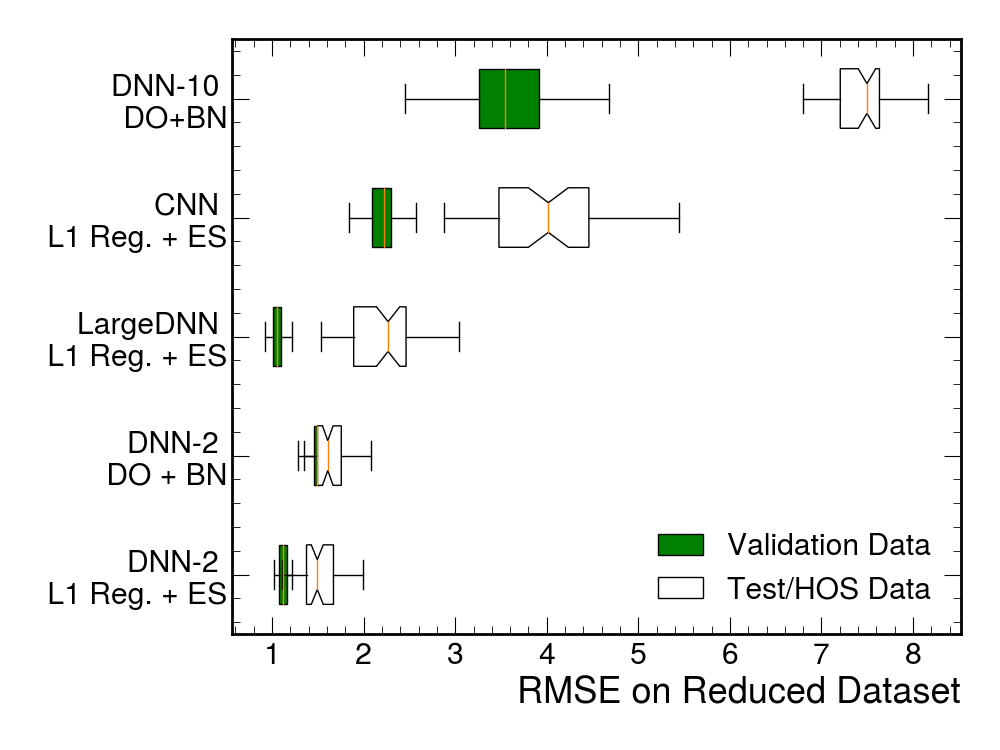 DNN-10
DO+BN
CNN
L1 Reg. + ES
LargeDNN
L1 Reg. + ES
DNN-2
DO + BN
DNN-2
L1 Reg. + ES
Validation Data
Test/HOS Data
1 2 3 4 5 6 7 8
RMSE on Reduced Dataset